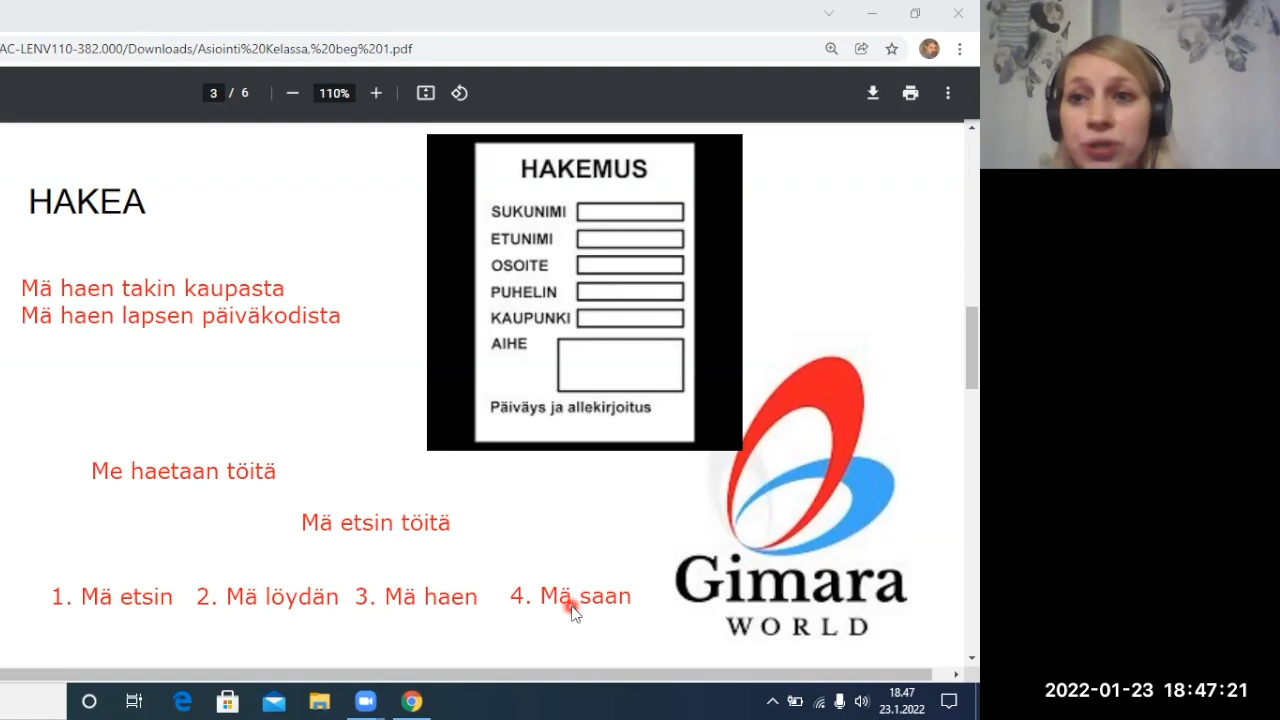 AC-LENV110-382.000/Downloads/Asiointi%20Kelassa,%20beg%201.pdf
3 / 6
110%
HAKEA
HAKEMUS
SUKUNIMI
ETUNIMI
OSOITE
PUHELIN
KAUPUNKI
AIHE
Päiväys ja allekirjoitus
Mä haen takin kaupasta
Mä haen lapsen päiväkodista
Me haetaan töitä
Mä etsin töitä
1. Mä etsin 2. Mä löydän 3. Mä haen 4. Mä saan
Gimara
WORLD
18.47
23.1.2022
2022-01-23 18:47:21